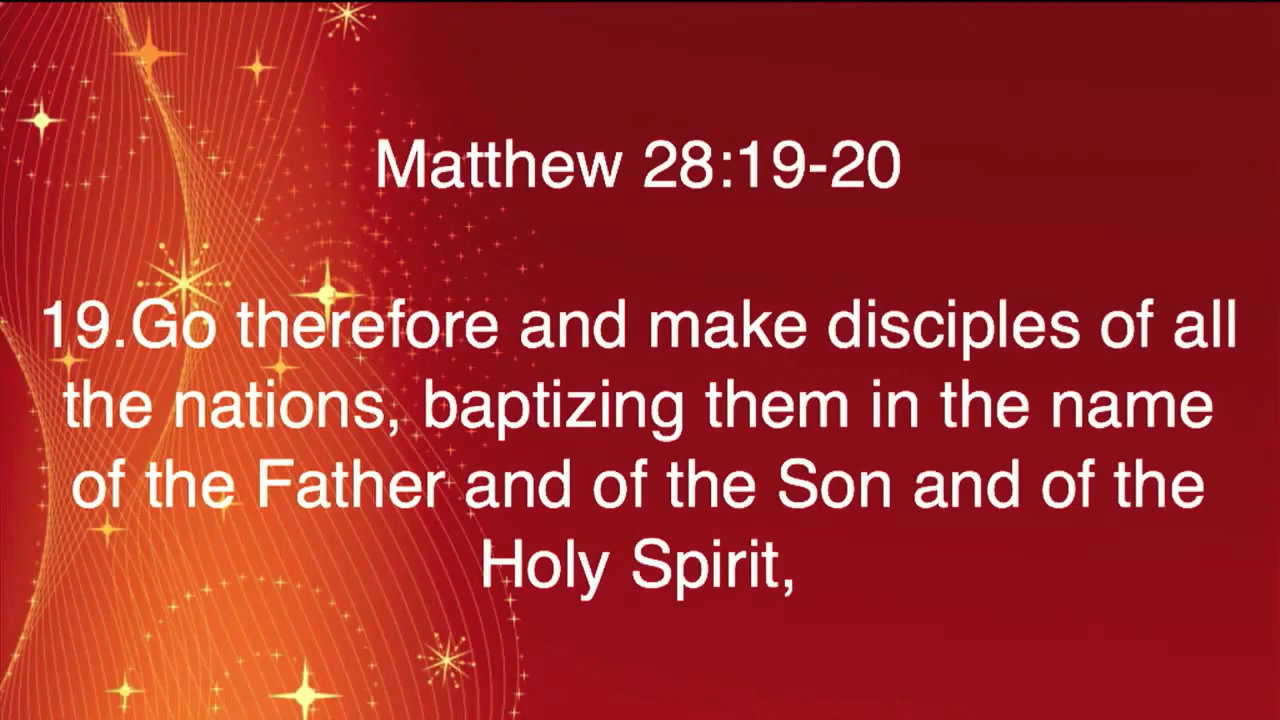 Matthew 28:19-20
19.Go therefore and make disciples of all
the nations, baptizing them in the name
of the Father and of the Son and of the
Holy Spirit,